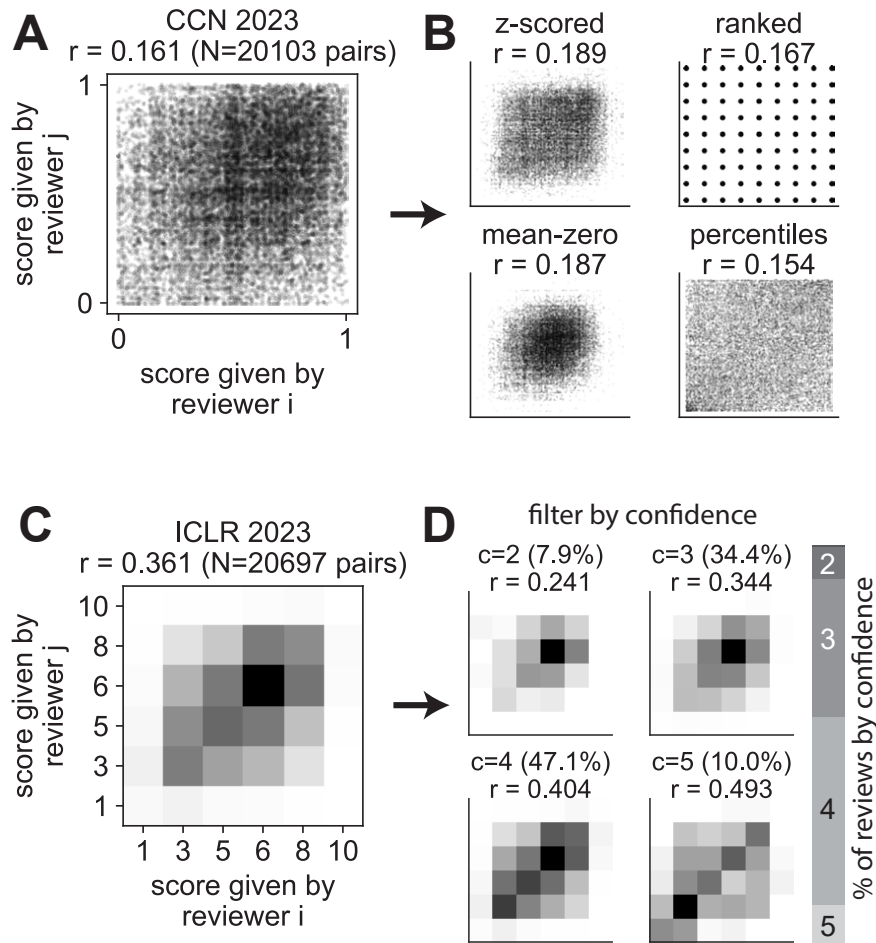 A
CCN 2023
r = 0.161 (N=20103 pairs)
1
0
score given by
reviewer j
0
1
score given by
reviewer i
B
z-scored
r = 0.189
ranked
r = 0.167
mean-zero
r = 0.187
percentiles
r = 0.154
C
ICLR 2023
r = 0.361 (N=20697 pairs)
10
8
6
5
3
1
score given by
reviewer j
1 3 5 6 8 10
score given by
reviewer i
D
filter by confidence
c=2 (7.9%)
r = 0.241
c=3 (34.4%)
r = 0.344
c=4 (47.1%)
r = 0.404
c=5 (10.0%)
r = 0.493
2
3
4
5
% of reviews by confidence